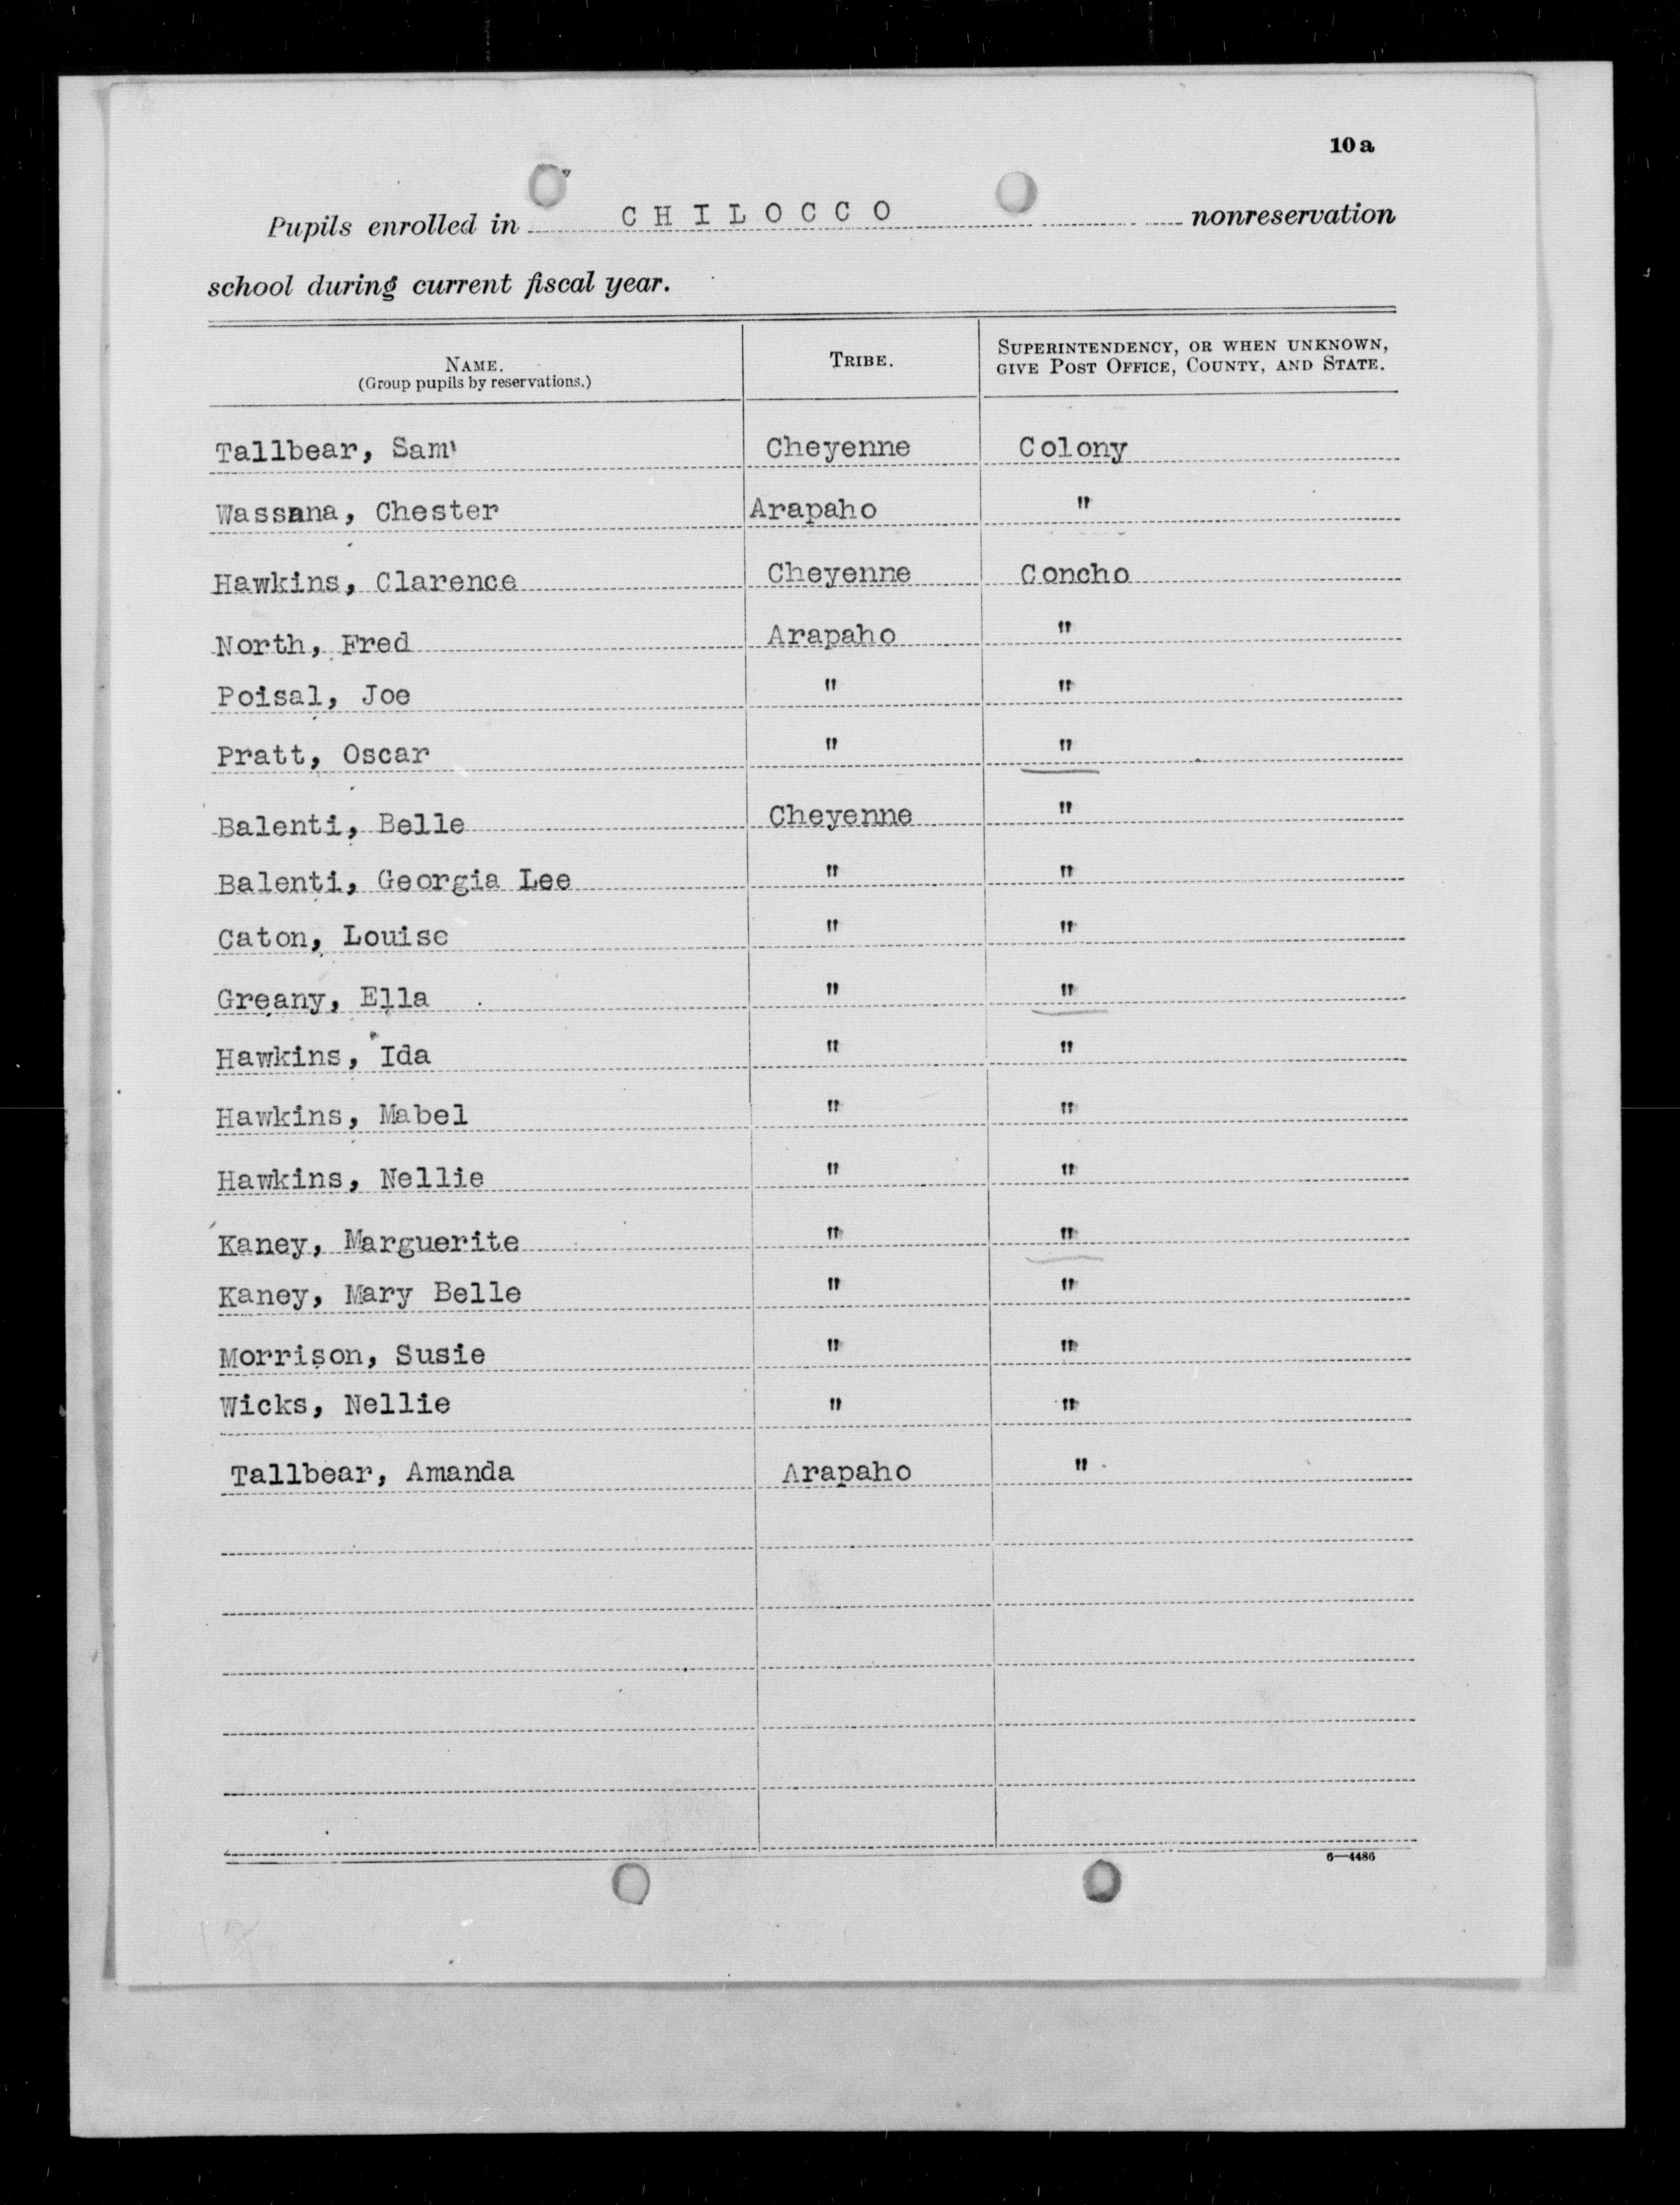 10a
Pupils enrolled in CHILOCCO nonreservation
school during current fiscal year.
NAME. (Group pupils by reservations.) TRIBE. SUPERINTENDENCY, OR WHEN UNKNOWN, GIVE POST OFFICE, COUNTY, AND STATE.
Tallbear, Sam Cheyenne Colony
Wassana, Chester Arapaho "
Hawkins, Clarence Cheyenne Concho
North, Fred Arapaho "
Poisal, Joe " "
Pratt, Oscar " "
Balenti, Belle Cheyenne "
Balenti, Georgia Lee " "
Caton, Louise " "
Greany, Ella " "
Hawkins, Ida " "
Hawkins, Mabel " "
Hawkins, Nellie " "
Kaney, Marguerite " "
Kaney, Mary Belle " "
Morrison, Susie " "
Wicks, Nellie " "
Tallbear, Amanda Arapaho "
6—4486